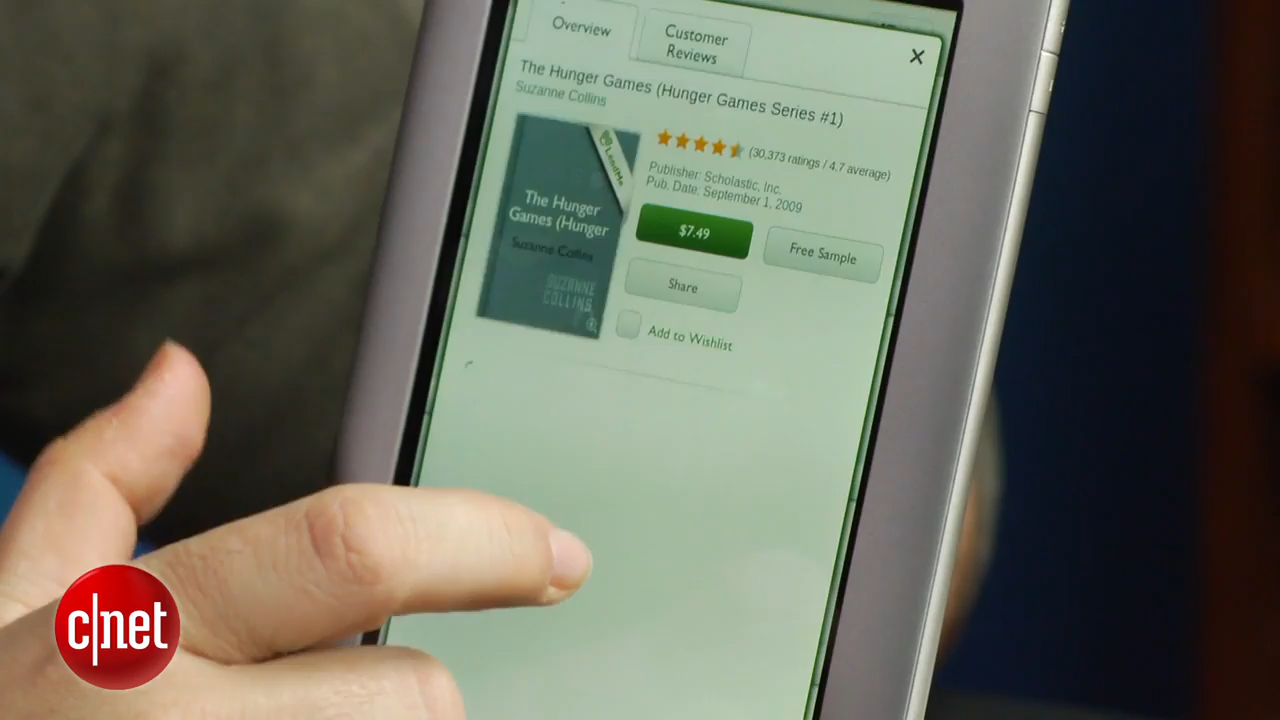 Overview
Customer
Reviews
The Hunger Games (Hunger Games Series #1)
Suzanne Collins
(30,373 ratings / 4.7 average)
Publisher: Scholastic, Inc.
Pub. Date: September 1, 2009
LendMe
The Hunger
Games (Hunger
Suzanne Collins
SUZANNE
COLLINS
$7.49
Free Sample
Share
Add to Wishlist
c|net